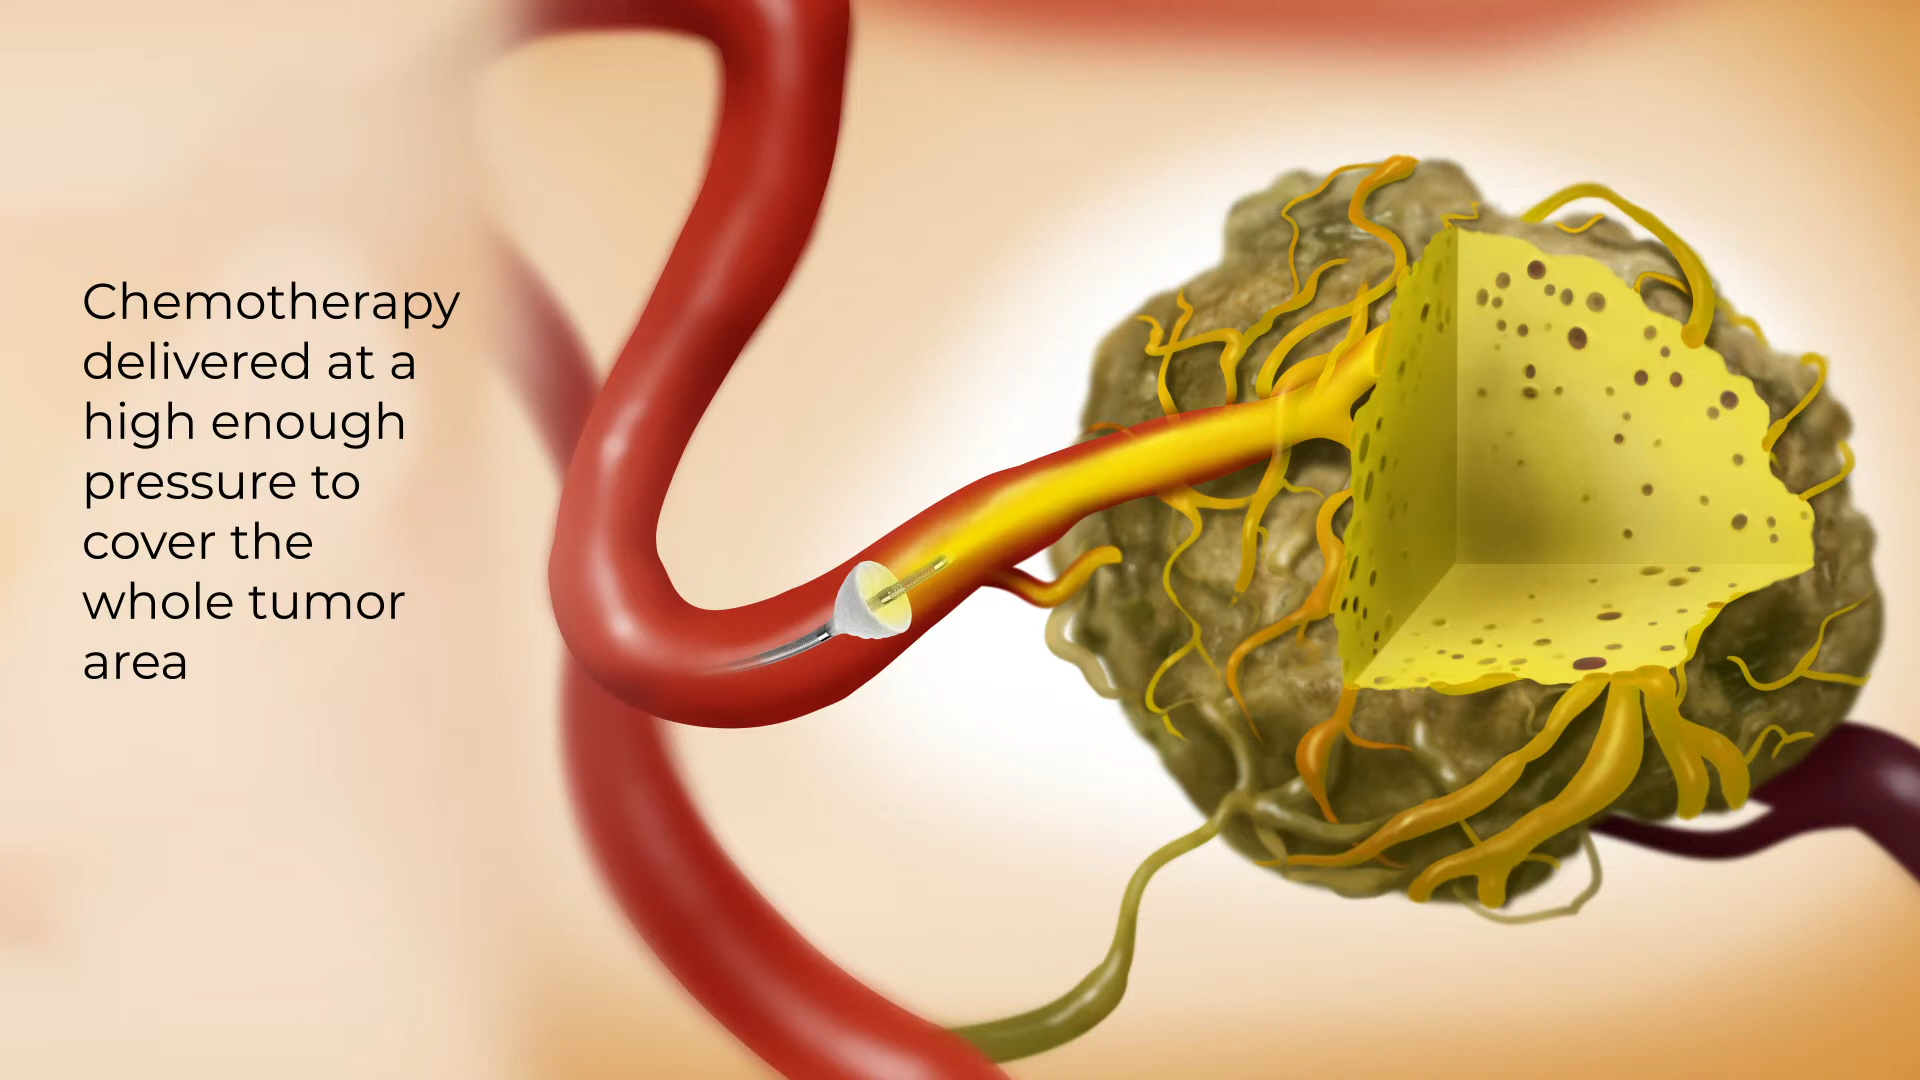 Chemotherapy
delivered at a
high enough
pressure to
cover the
whole tumor
area